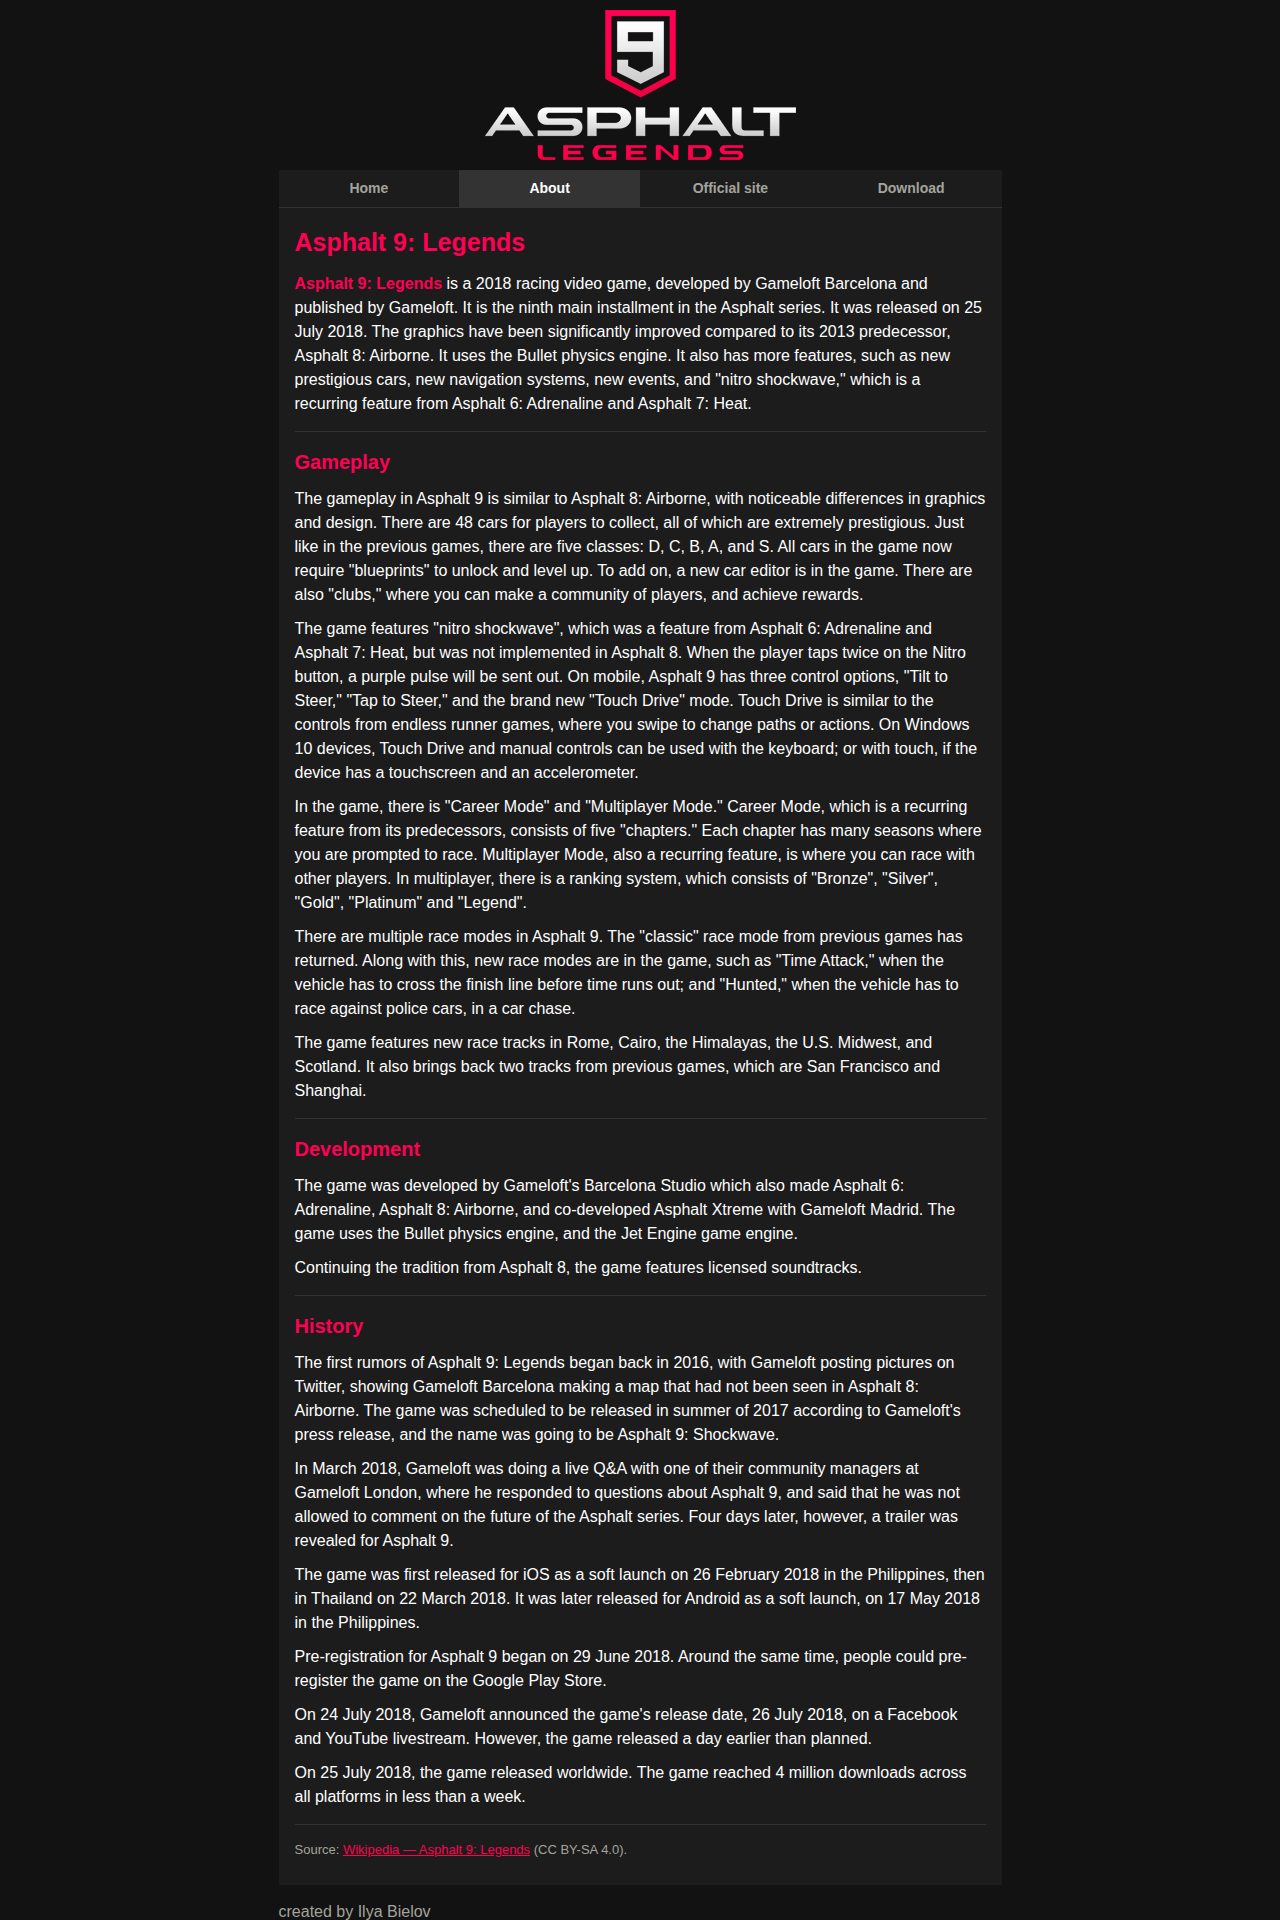 9
ASPHALT
LEGENDS
Home About Official site Download
Asphalt 9: Legends
Asphalt 9: Legends is a 2018 racing video game, developed by Gameloft Barcelona and
published by Gameloft. It is the ninth main installment in the Asphalt series. It was released on 25
July 2018. The graphics have been significantly improved compared to its 2013 predecessor,
Asphalt 8: Airborne. It uses the Bullet physics engine. It also has more features, such as new
prestigious cars, new navigation systems, new events, and "nitro shockwave," which is a
recurring feature from Asphalt 6: Adrenaline and Asphalt 7: Heat.
Gameplay
The gameplay in Asphalt 9 is similar to Asphalt 8: Airborne, with noticeable differences in graphics
and design. There are 48 cars for players to collect, all of which are extremely prestigious. Just
like in the previous games, there are five classes: D, C, B, A, and S. All cars in the game now
require "blueprints" to unlock and level up. To add on, a new car editor is in the game. There are
also "clubs," where you can make a community of players, and achieve rewards.
The game features "nitro shockwave", which was a feature from Asphalt 6: Adrenaline and
Asphalt 7: Heat, but was not implemented in Asphalt 8. When the player taps twice on the Nitro
button, a purple pulse will be sent out. On mobile, Asphalt 9 has three control options, "Tilt to
Steer," "Tap to Steer," and the brand new "Touch Drive" mode. Touch Drive is similar to the
controls from endless runner games, where you swipe to change paths or actions. On Windows
10 devices, Touch Drive and manual controls can be used with the keyboard; or with touch, if the
device has a touchscreen and an accelerometer.
In the game, there is "Career Mode" and "Multiplayer Mode." Career Mode, which is a recurring
feature from its predecessors, consists of five "chapters." Each chapter has many seasons where
you are prompted to race. Multiplayer Mode, also a recurring feature, is where you can race with
other players. In multiplayer, there is a ranking system, which consists of "Bronze", "Silver",
"Gold", "Platinum" and "Legend".
There are multiple race modes in Asphalt 9. The "classic" race mode from previous games has
returned. Along with this, new race modes are in the game, such as "Time Attack," when the
vehicle has to cross the finish line before time runs out; and "Hunted," when the vehicle has to
race against police cars, in a car chase.
The game features new race tracks in Rome, Cairo, the Himalayas, the U.S. Midwest, and
Scotland. It also brings back two tracks from previous games, which are San Francisco and
Shanghai.
Development
The game was developed by Gameloft's Barcelona Studio which also made Asphalt 6:
Adrenaline, Asphalt 8: Airborne, and co-developed Asphalt Xtreme with Gameloft Madrid. The
game uses the Bullet physics engine, and the Jet Engine game engine.
Continuing the tradition from Asphalt 8, the game features licensed soundtracks.
History
The first rumors of Asphalt 9: Legends began back in 2016, with Gameloft posting pictures on
Twitter, showing Gameloft Barcelona making a map that had not been seen in Asphalt 8:
Airborne. The game was scheduled to be released in summer of 2017 according to Gameloft's
press release, and the name was going to be Asphalt 9: Shockwave.
In March 2018, Gameloft was doing a live Q&A with one of their community managers at
Gameloft London, where he responded to questions about Asphalt 9, and said that he was not
allowed to comment on the future of the Asphalt series. Four days later, however, a trailer was
revealed for Asphalt 9.
The game was first released for iOS as a soft launch on 26 February 2018 in the Philippines, then
in Thailand on 22 March 2018. It was later released for Android as a soft launch, on 17 May 2018
in the Philippines.
Pre-registration for Asphalt 9 began on 29 June 2018. Around the same time, people could pre-
register the game on the Google Play Store.
On 24 July 2018, Gameloft announced the game's release date, 26 July 2018, on a Facebook
and YouTube livestream. However, the game released a day earlier than planned.
On 25 July 2018, the game released worldwide. The game reached 4 million downloads across
all platforms in less than a week.
Source: Wikipedia — Asphalt 9: Legends (CC BY-SA 4.0).
created by Ilya Bielov